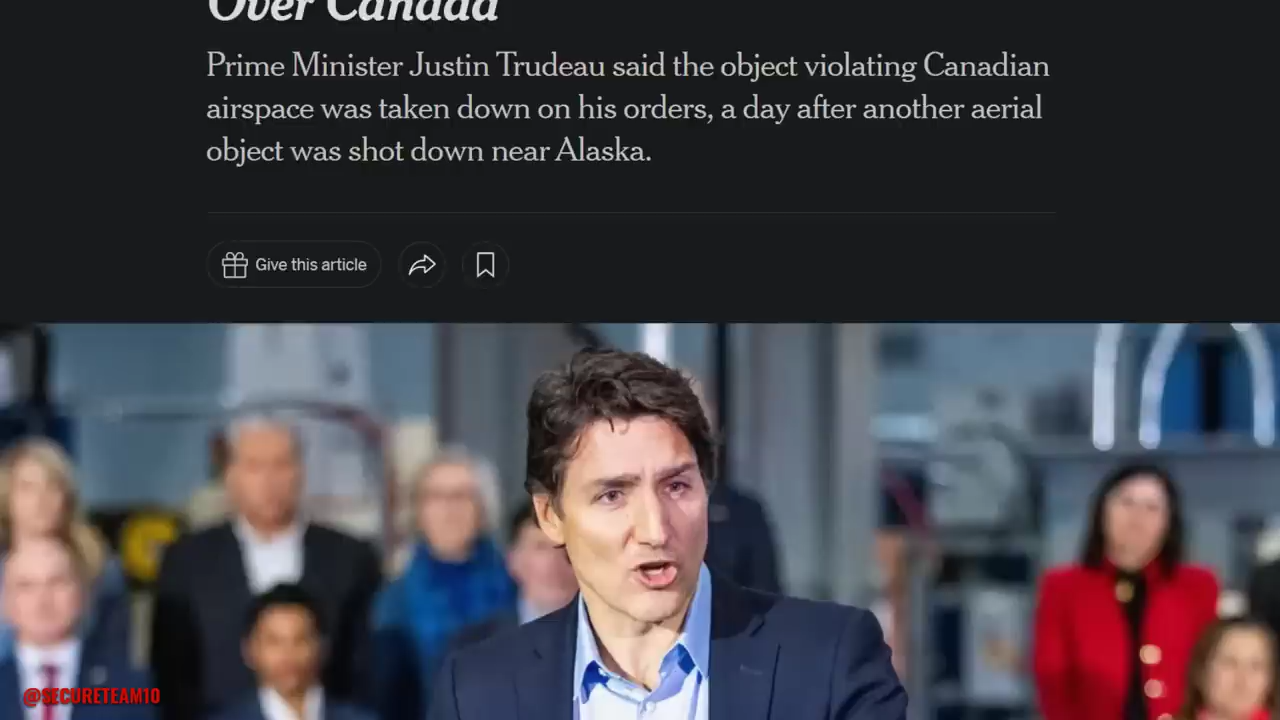 Over Canada
Prime Minister Justin Trudeau said the object violating Canadian
airspace was taken down on his orders, a day after another aerial
object was shot down near Alaska.
Give this article
@SECURETEAM10